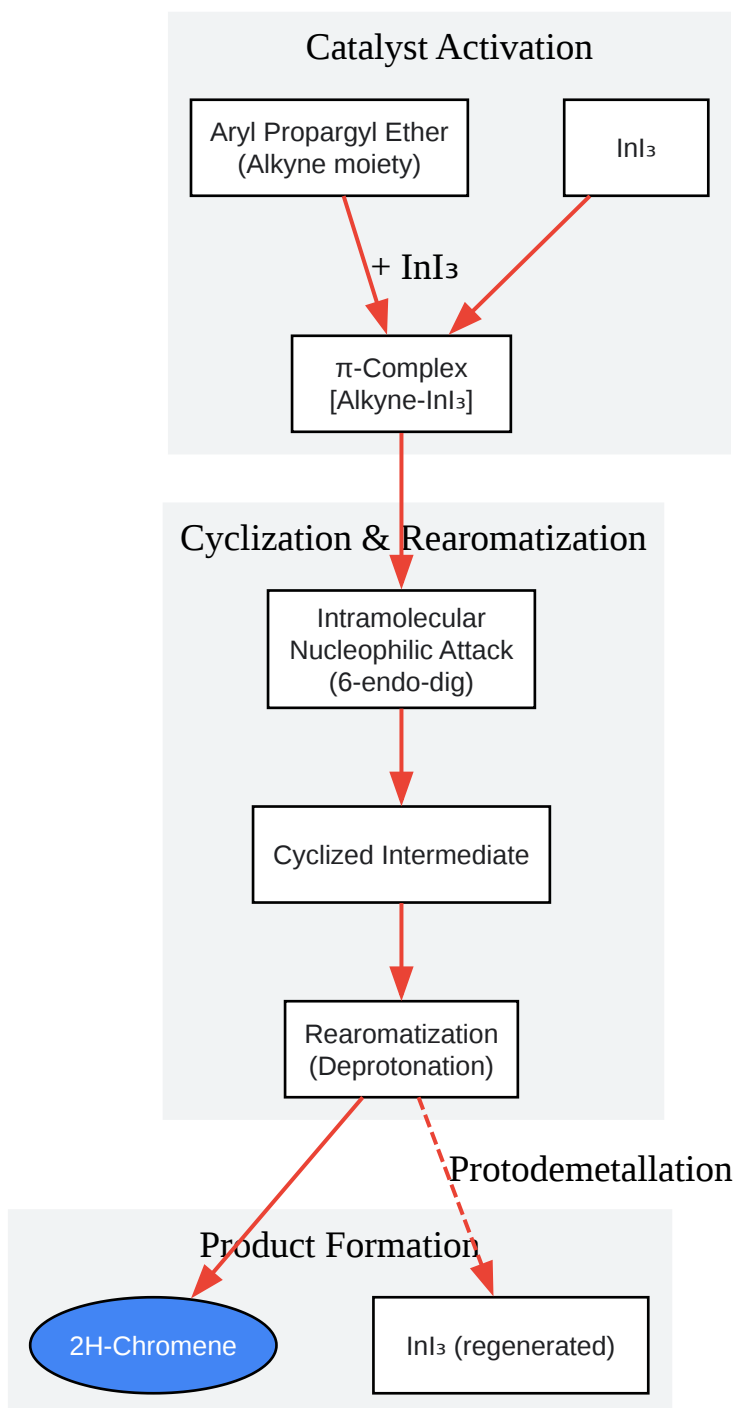 Catalyst Activation
Aryl Propargyl Ether
(Alkyne moiety)
InI₃
+ InI₃
π-Complex
[Alkyne-InI₃]
Cyclization & Rearomatization
Intramolecular
Nucleophilic Attack
(6-endo-dig)
Cyclized Intermediate
Rearomatization
(Deprotonation)
Protodemetallation
Product Formation
2H-Chromene
InI₃ (regenerated)